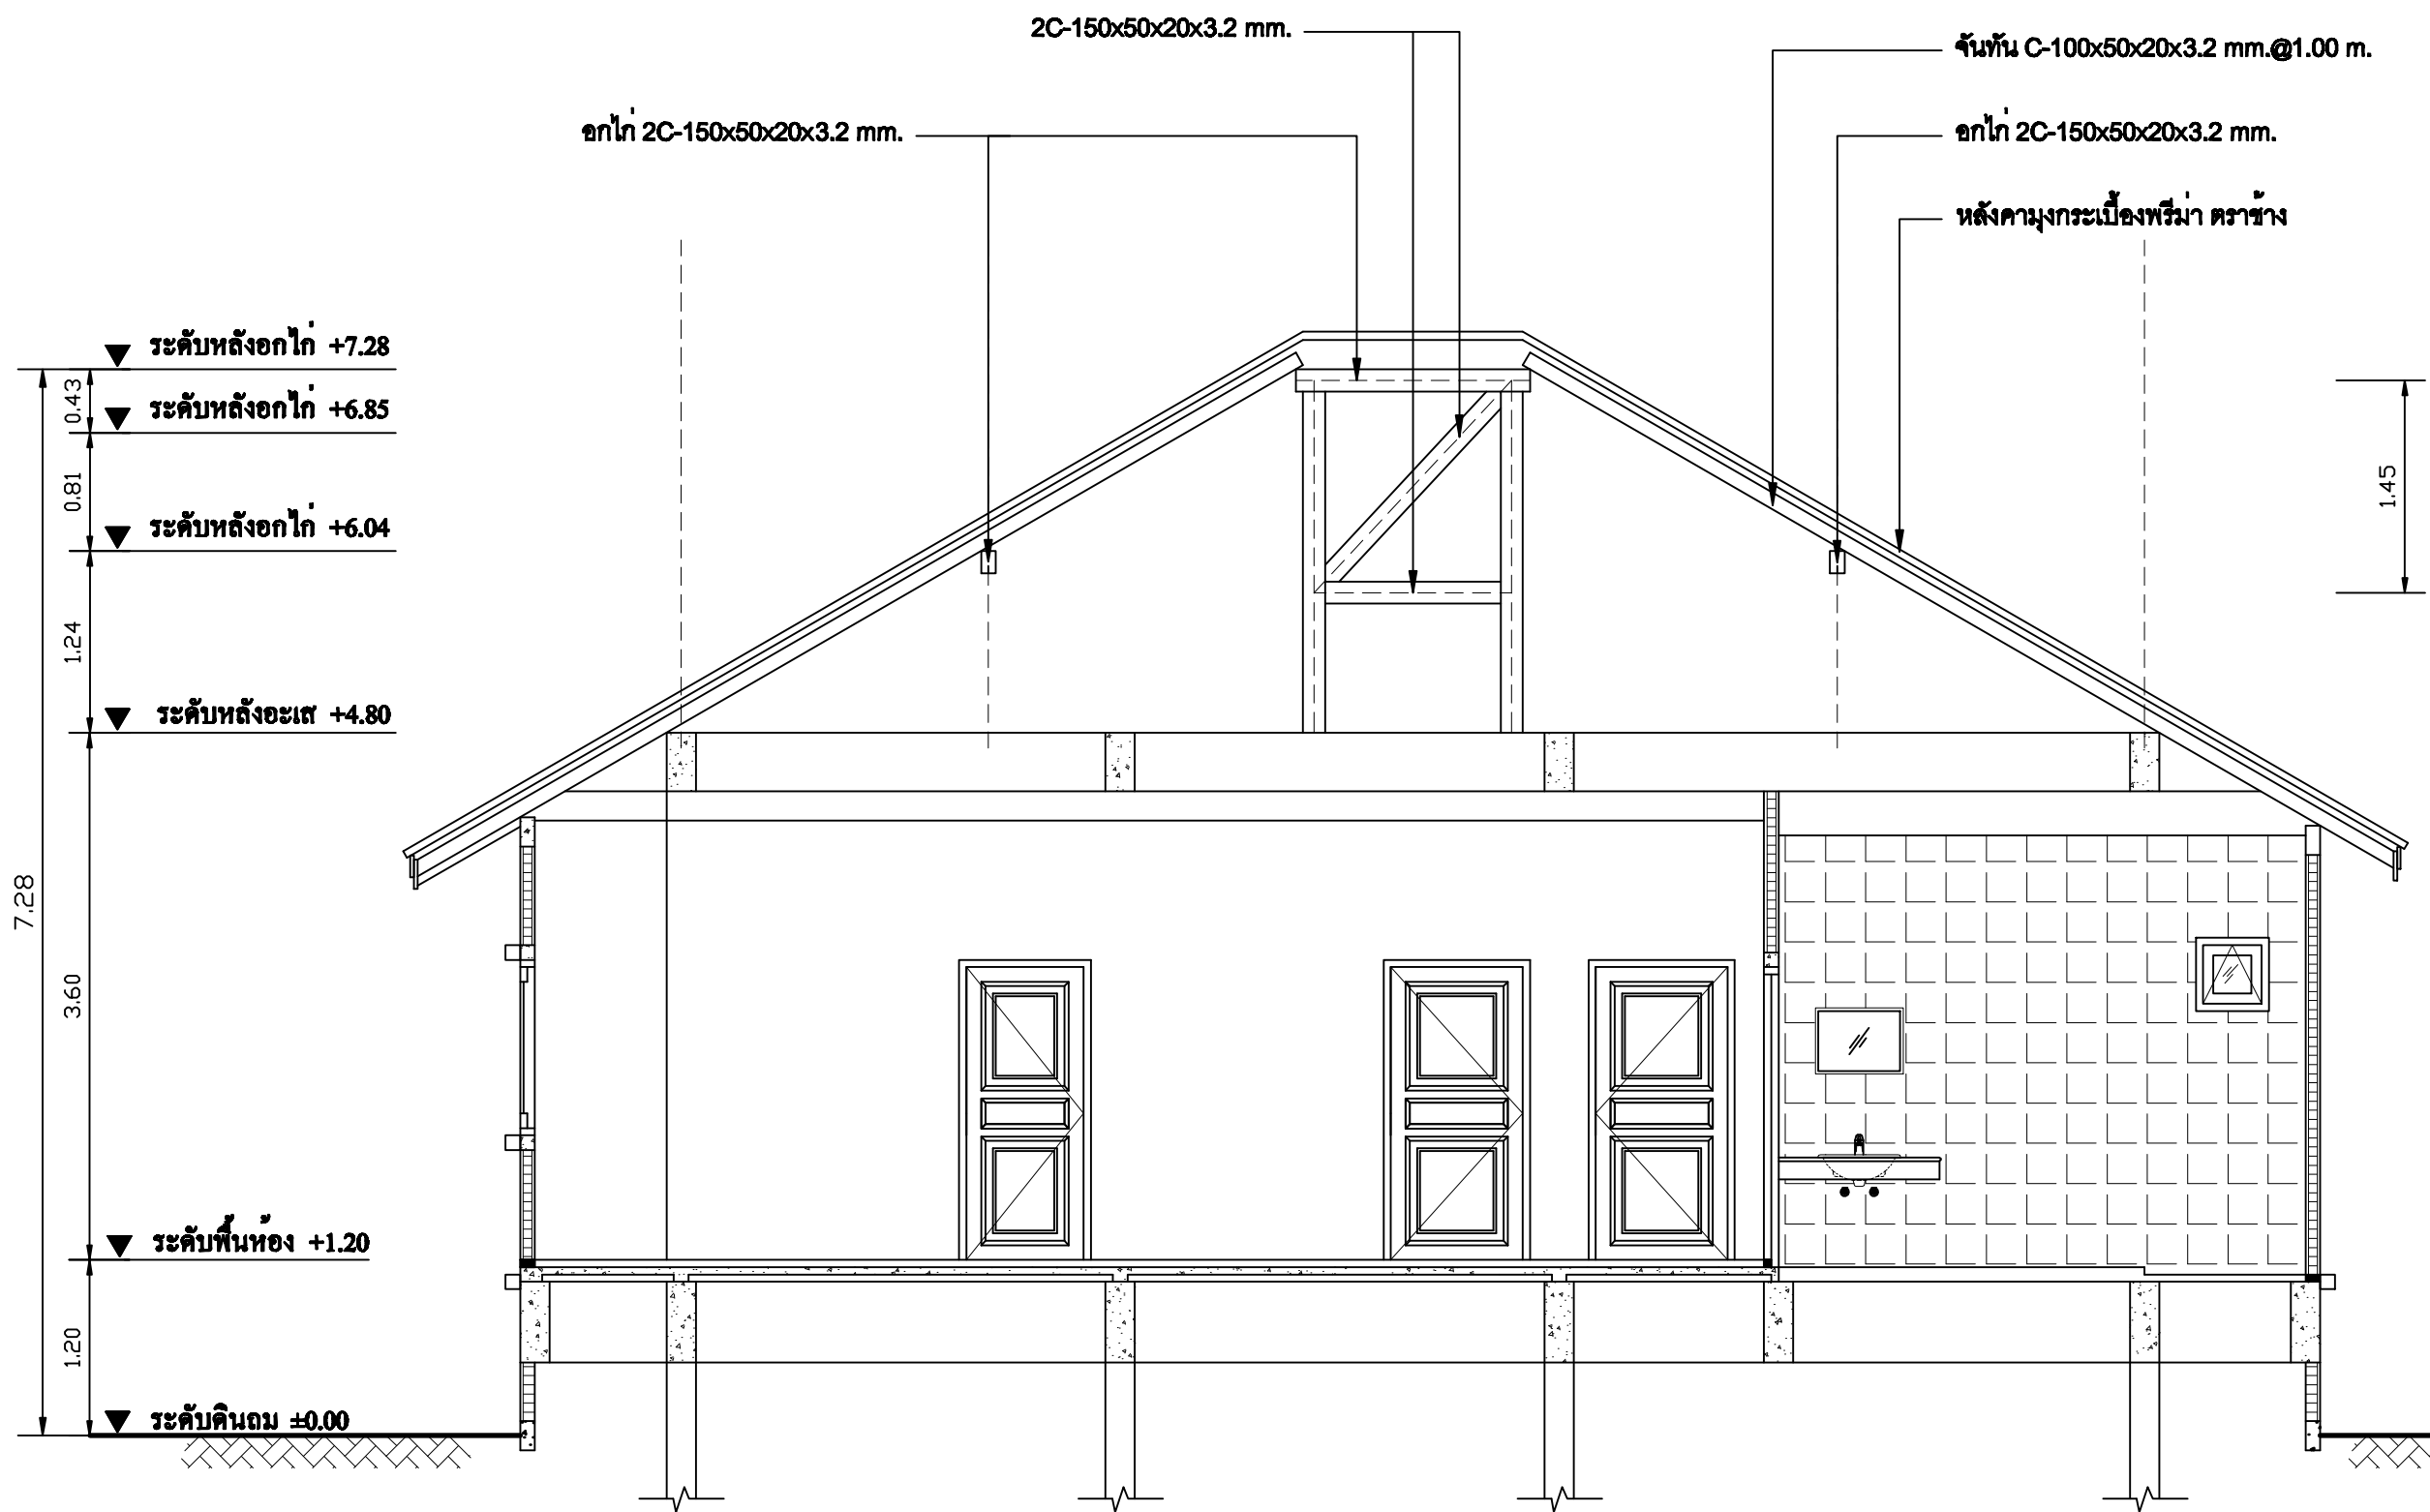 2C-150x50x20x3.2 mm.
จันทัน C-100x50x20x3.2 mm.@1.00 m.
อกไก่ 2C-150x50x20x3.2 mm.
อกไก่ 2C-150x50x20x3.2 mm.
หลังคามุงกระเบื้องพรีม่า ตราช้าง
ระดับหลังอกไก่ +7.28
0.43
ระดับหลังอกไก่ +6.85
0.81
1.45
ระดับหลังอกไก่ +6.04
1.24
ระดับหลังอะเส +4.80
7.28
3.60
ระดับพื้นห้อง +1.20
1.20
ระดับดินถม ±0.00